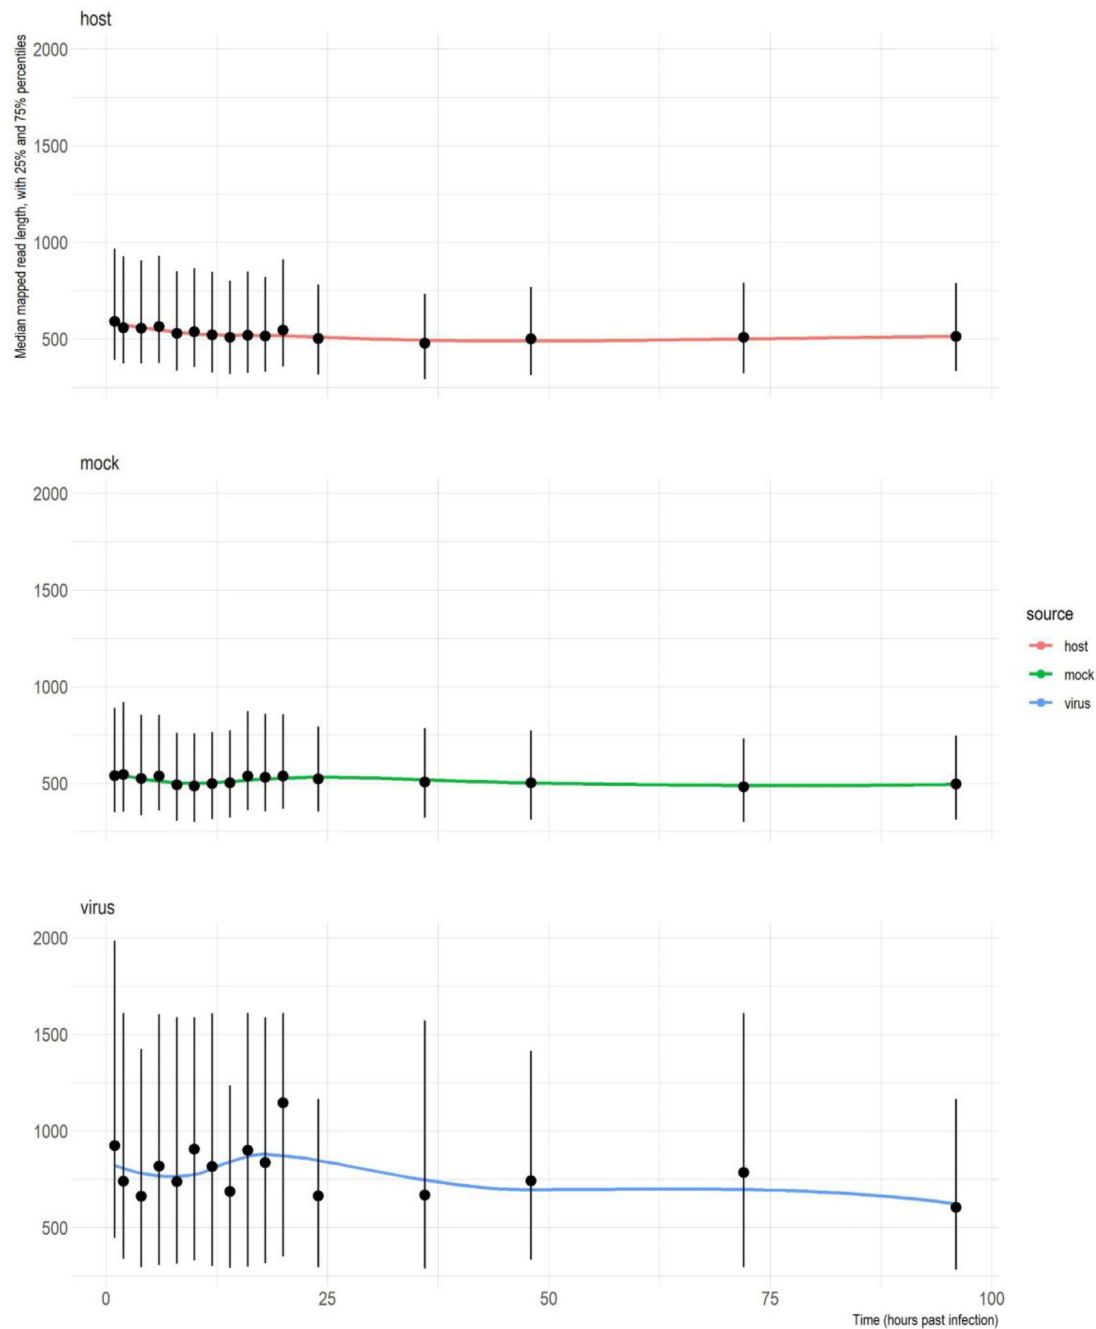 host
Median mapped read length, with 25% and 75% percentiles
2000
1500
1000
500
mock
2000
1500
1000
500
source
host
mock
virus
virus
2000
1500
1000
500
0 25 50 75 100
Time (hours past infection)